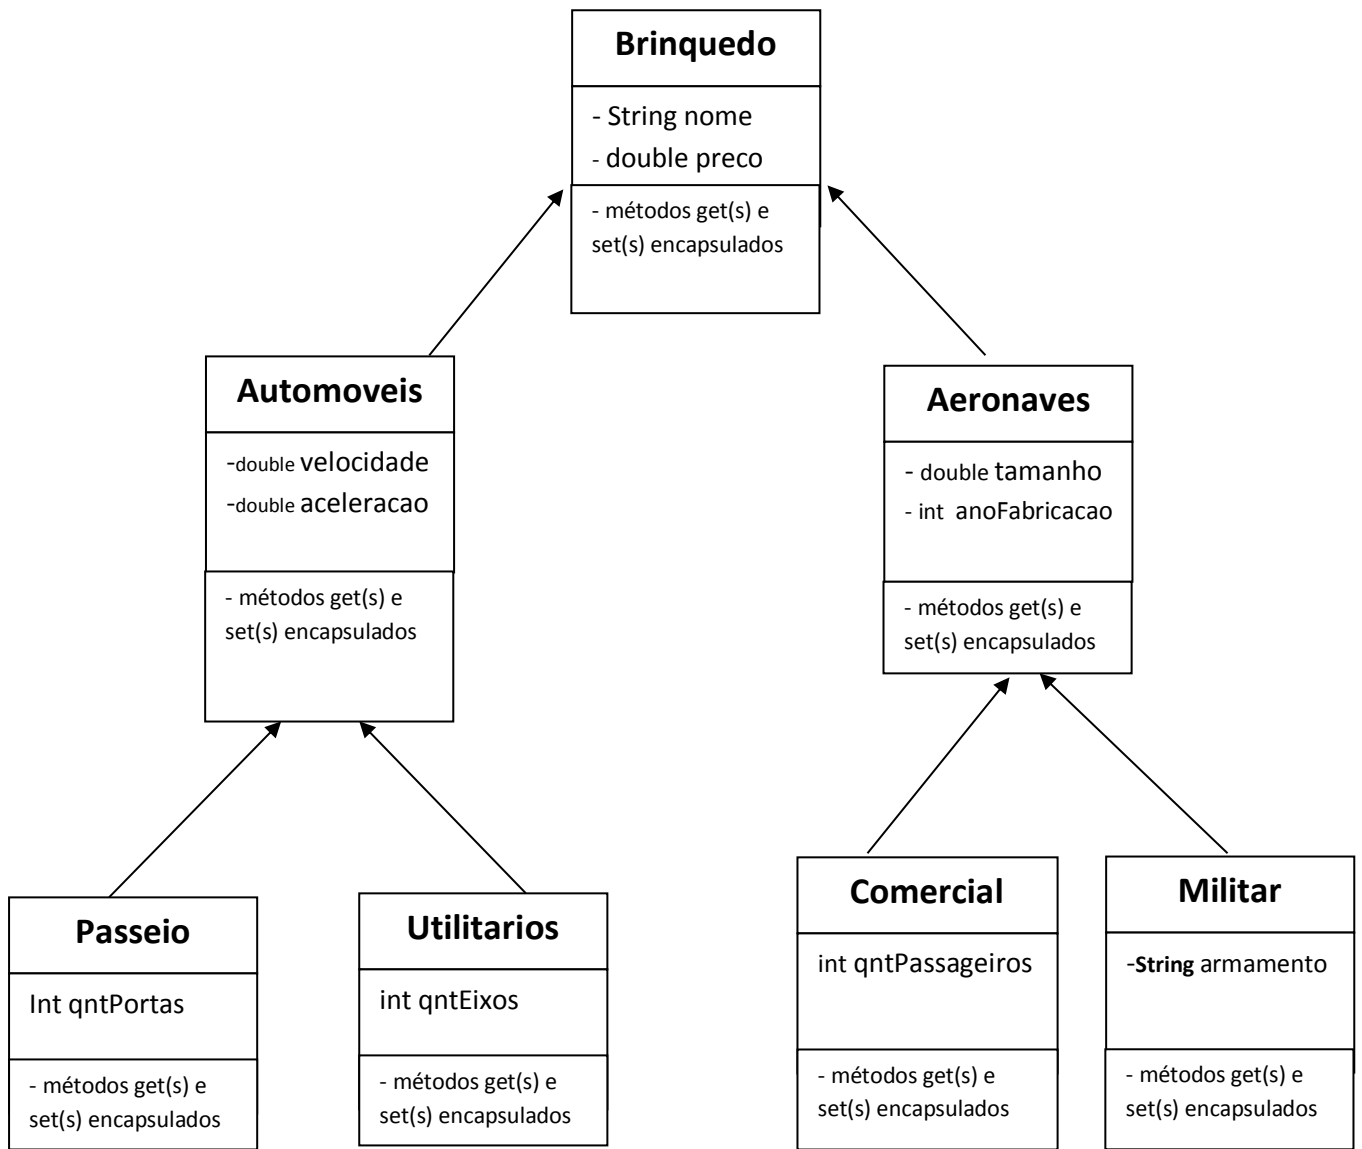 Brinquedo
- String nome
- double preco
- métodos get(s) e
set(s) encapsulados
Automoveis
-double velocidade
-double aceleracao
- métodos get(s) e
set(s) encapsulados
Aeronaves
- double tamanho
- int anoFabricacao
- métodos get(s) e
set(s) encapsulados
Passeio
Int qntPortas
- métodos get(s) e
set(s) encapsulados
Utilitarios
int qntEixos
- métodos get(s) e
set(s) encapsulados
Comercial
int qntPassageiros
- métodos get(s) e
set(s) encapsulados
Militar
-String armamento
- métodos get(s) e
set(s) encapsulados